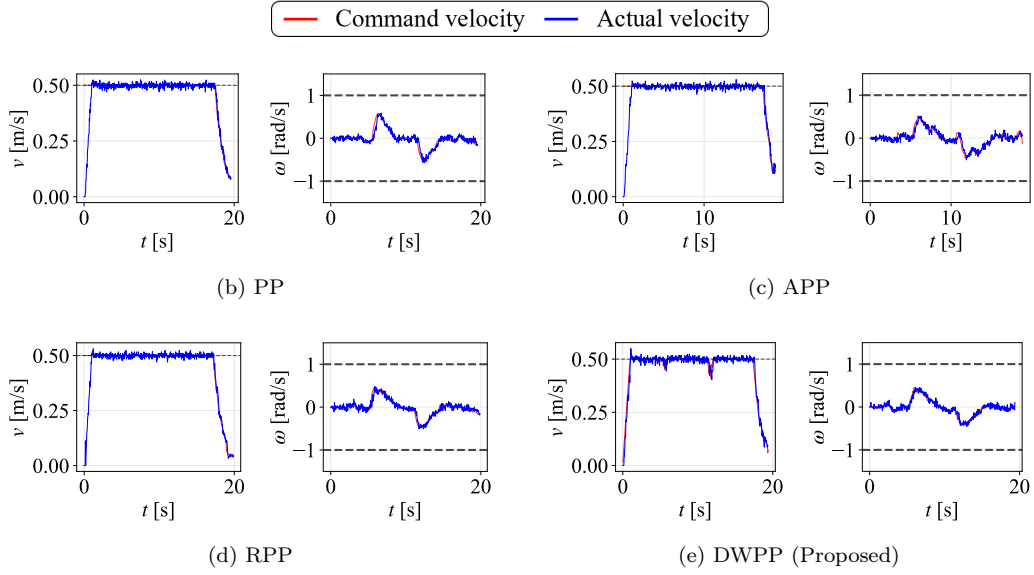 Command velocity Actual velocity
0.50
0.25
0.00
v [m/s]
0
20
t [s]
1
−1
ω [rad/s]
0
20
t [s]
(b) PP
0.50
0.25
0.00
v [m/s]
0
10
t [s]
1
0
−1
ω [rad/s]
0
10
t [s]
(c) APP
0.50
0.25
0.00
v [m/s]
0
20
t [s]
1
0
−1
ω [rad/s]
0
20
t [s]
(d) RPP
0.50
0.25
0.00
v [m/s]
0
20
t [s]
1
0
−1
ω [rad/s]
0
20
t [s]
(e) DWPP (Proposed)